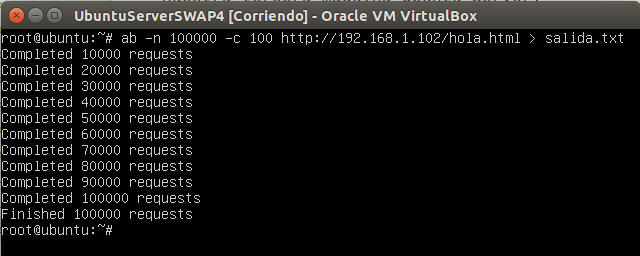 UbuntuServerSWAP4 [Corriendo] - Oracle VM VirtualBox
root@ubuntu:~# ab -n 100000 -c 100 http://192.168.1.102/hola.html > salida.txt
Completed 10000 requests
Completed 20000 requests
Completed 30000 requests
Completed 40000 requests
Completed 50000 requests
Completed 60000 requests
Completed 70000 requests
Completed 80000 requests
Completed 90000 requests
Completed 100000 requests
Finished 100000 requests
root@ubuntu:~#